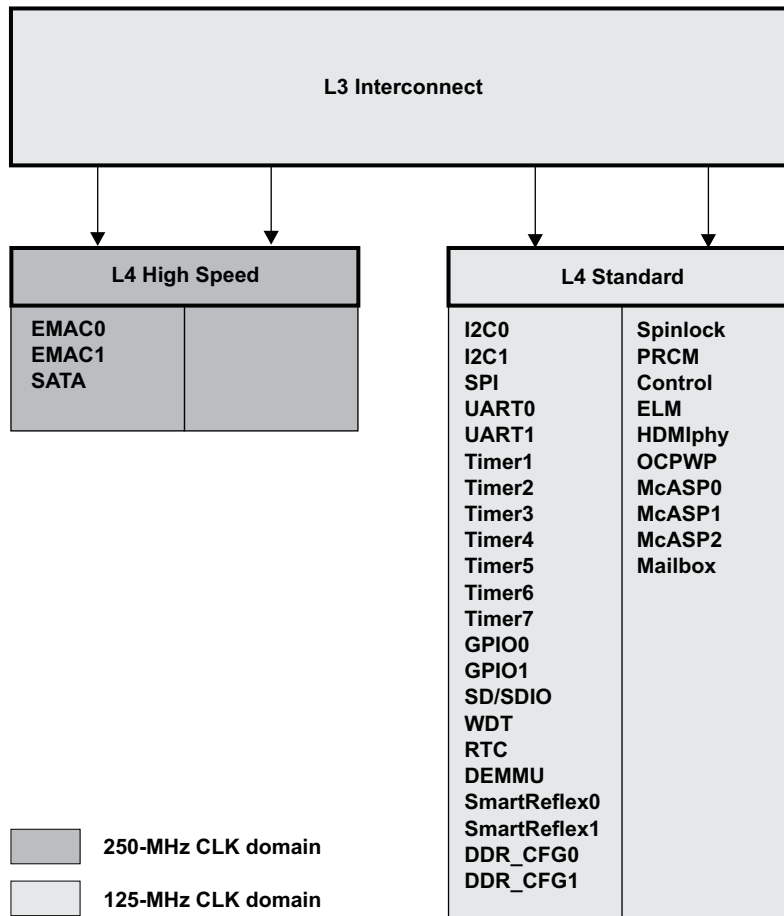 L3 Interconnect
L4 High Speed
EMAC0
EMAC1
SATA
L4 Standard
I2C0
I2C1
SPI
UART0
UART1
Timer1
Timer2
Timer3
Timer4
Timer5
Timer6
Timer7
GPIO0
GPIO1
SD/SDIO
WDT
RTC
DEMMU
SmartReflex0
SmartReflex1
DDR_CFG0
DDR_CFG1
Spinlock
PRCM
Control
ELM
HDMIphy
OCPWP
McASP0
McASP1
McASP2
Mailbox
250-MHz CLK domain
125-MHz CLK domain